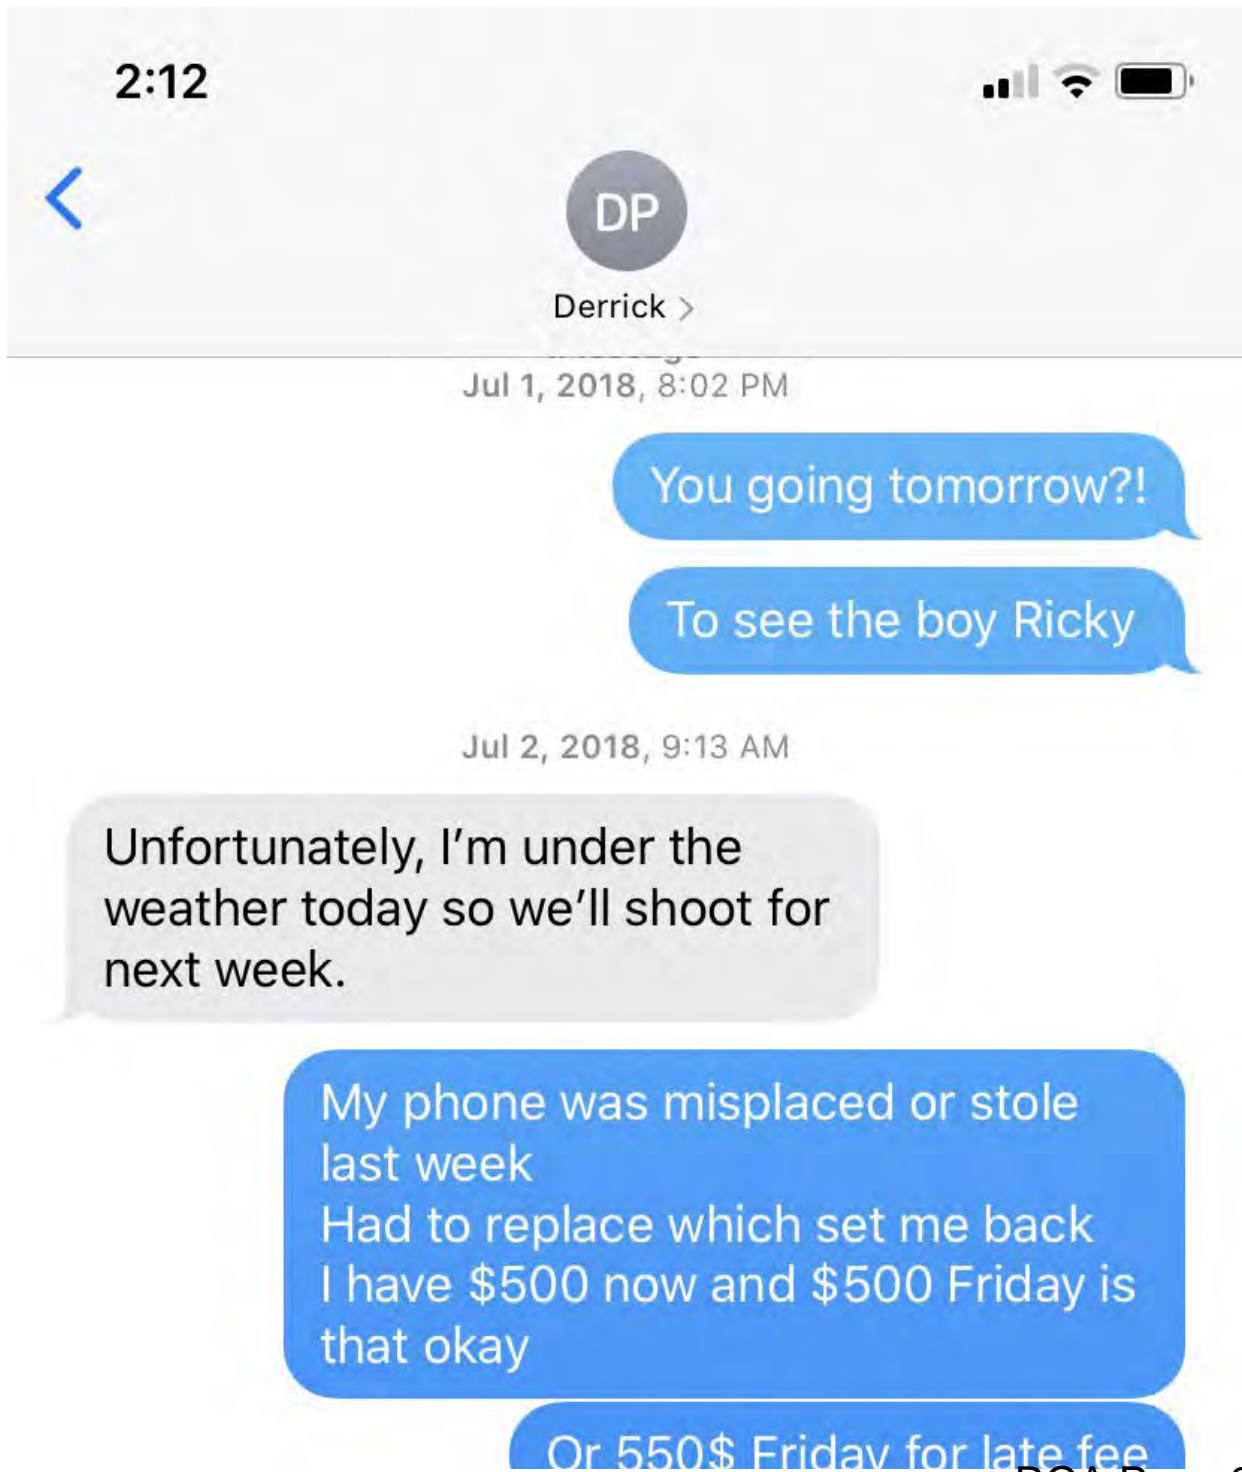 2:12
DP
Derrick
Jul 1, 2018, 8:02 PM
You going tomorrow?!
To see the boy Ricky
Jul 2, 2018, 9:13 AM
Unfortunately, I'm under the
weather today so we'll shoot for
next week.
My phone was misplaced or stole
last week
Had to replace which set me back
I have $500 now and $500 Friday is
that okay
Or 550$ Friday for late fee